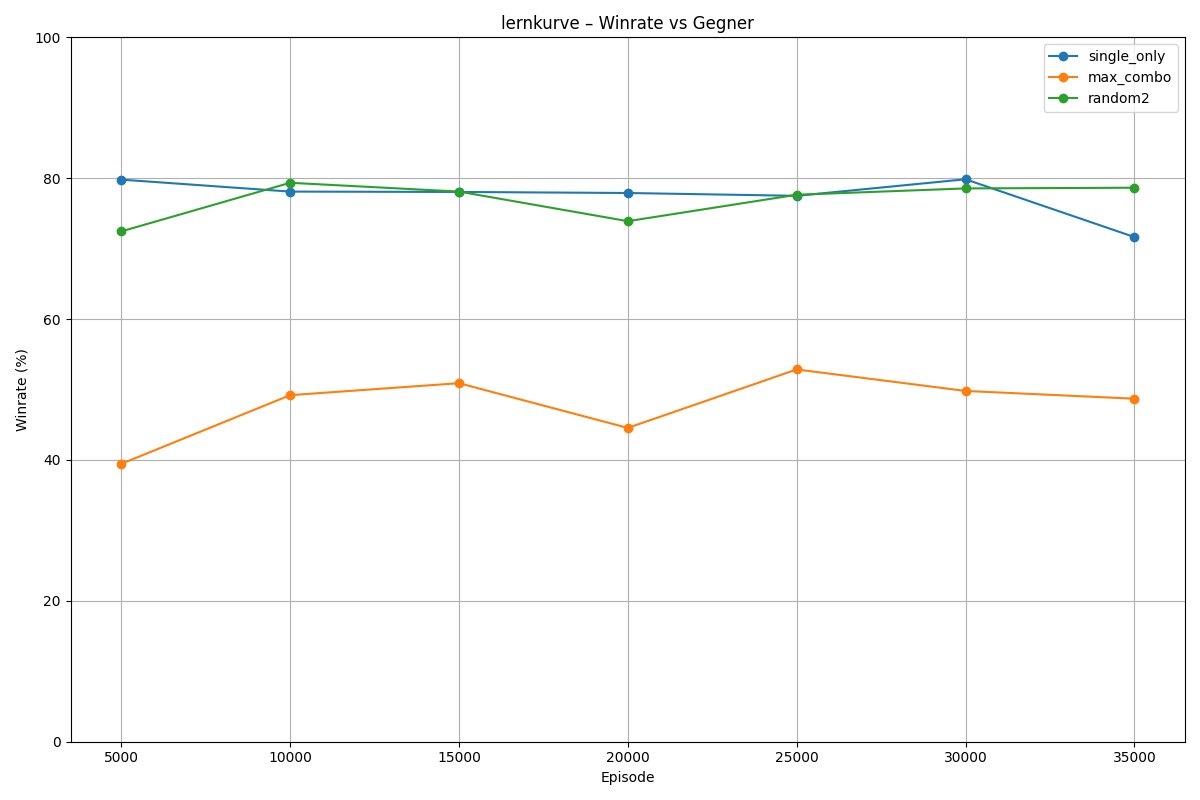 lernkurve – Winrate vs Gegner
single_only
max_combo
random2
Winrate (%)
100
80
60
40
20
0
5000 10000 15000 20000 25000 30000 35000
Episode